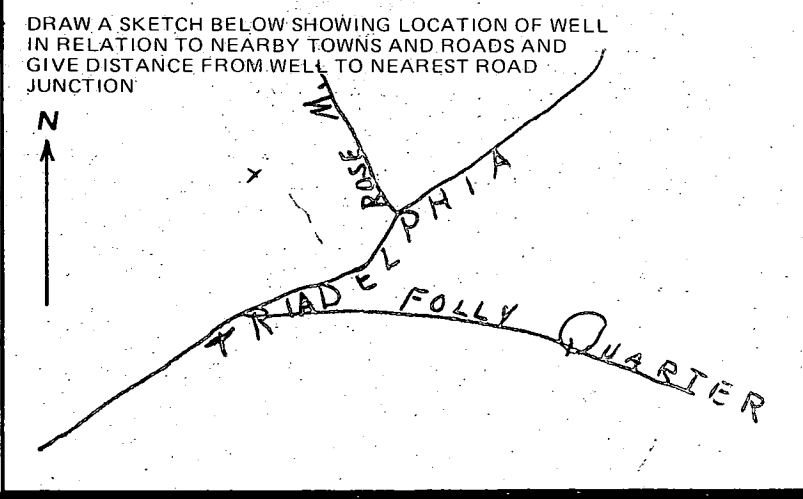 DRAW A SKETCH BELOW SHOWING LOCATION OF WELL
IN RELATION TO NEARBY TOWNS AND ROADS AND
GIVE DISTANCE FROM WELL TO NEAREST ROAD
JUNCTION
N
X
ROSE
TRIADELPHIA
FOLLY QUARTER